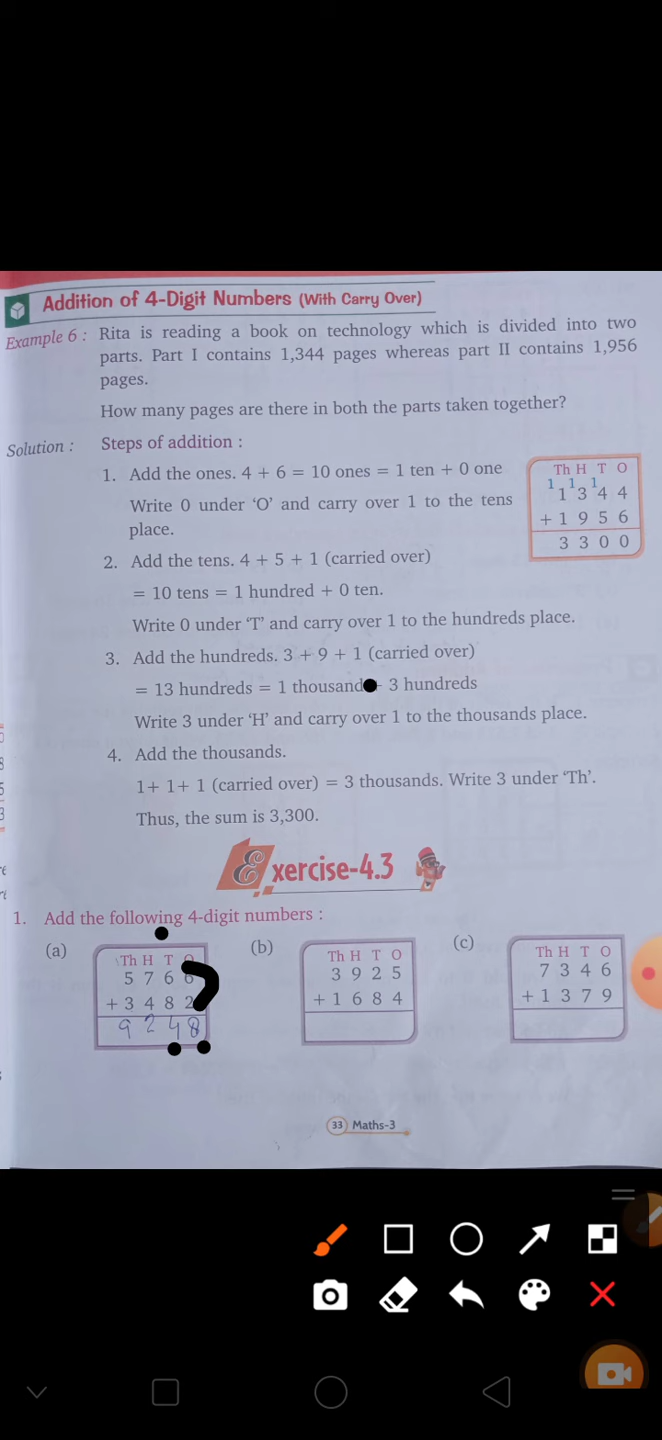 Addition of 4-Digit Numbers (With Carry Over)
Example 6 : Rita is reading a book on technology which is divided into two
parts. Part I contains 1,344 pages whereas part II contains 1,956
pages.
How many pages are there in both the parts taken together?
Solution : Steps of addition :
1. Add the ones. 4 + 6 = 10 ones = 1 ten + 0 one
Write 0 under ‘O’ and carry over 1 to the tens
place.
Th H T O
1 1 1
1 3 4 4
+ 1 9 5 6
3 3 0 0
2. Add the tens. 4 + 5 + 1 (carried over)
= 10 tens = 1 hundred + 0 ten.
Write 0 under ‘T’ and carry over 1 to the hundreds place.
3. Add the hundreds. 3 + 9 + 1 (carried over)
= 13 hundreds = 1 thousand 3 hundreds
Write 3 under ‘H’ and carry over 1 to the thousands place.
4. Add the thousands.
1+ 1+ 1 (carried over) = 3 thousands. Write 3 under ‘Th’.
Thus, the sum is 3,300.
Exercise-4.3
1. Add the following 4-digit numbers :
(a)
Th H T O
5 7 6 6
+ 3 4 8 2
9 2 4 8
(b)
Th H T O
3 9 2 5
+ 1 6 8 4
(c)
Th H T O
7 3 4 6
+ 1 3 7 9
33 Maths-3